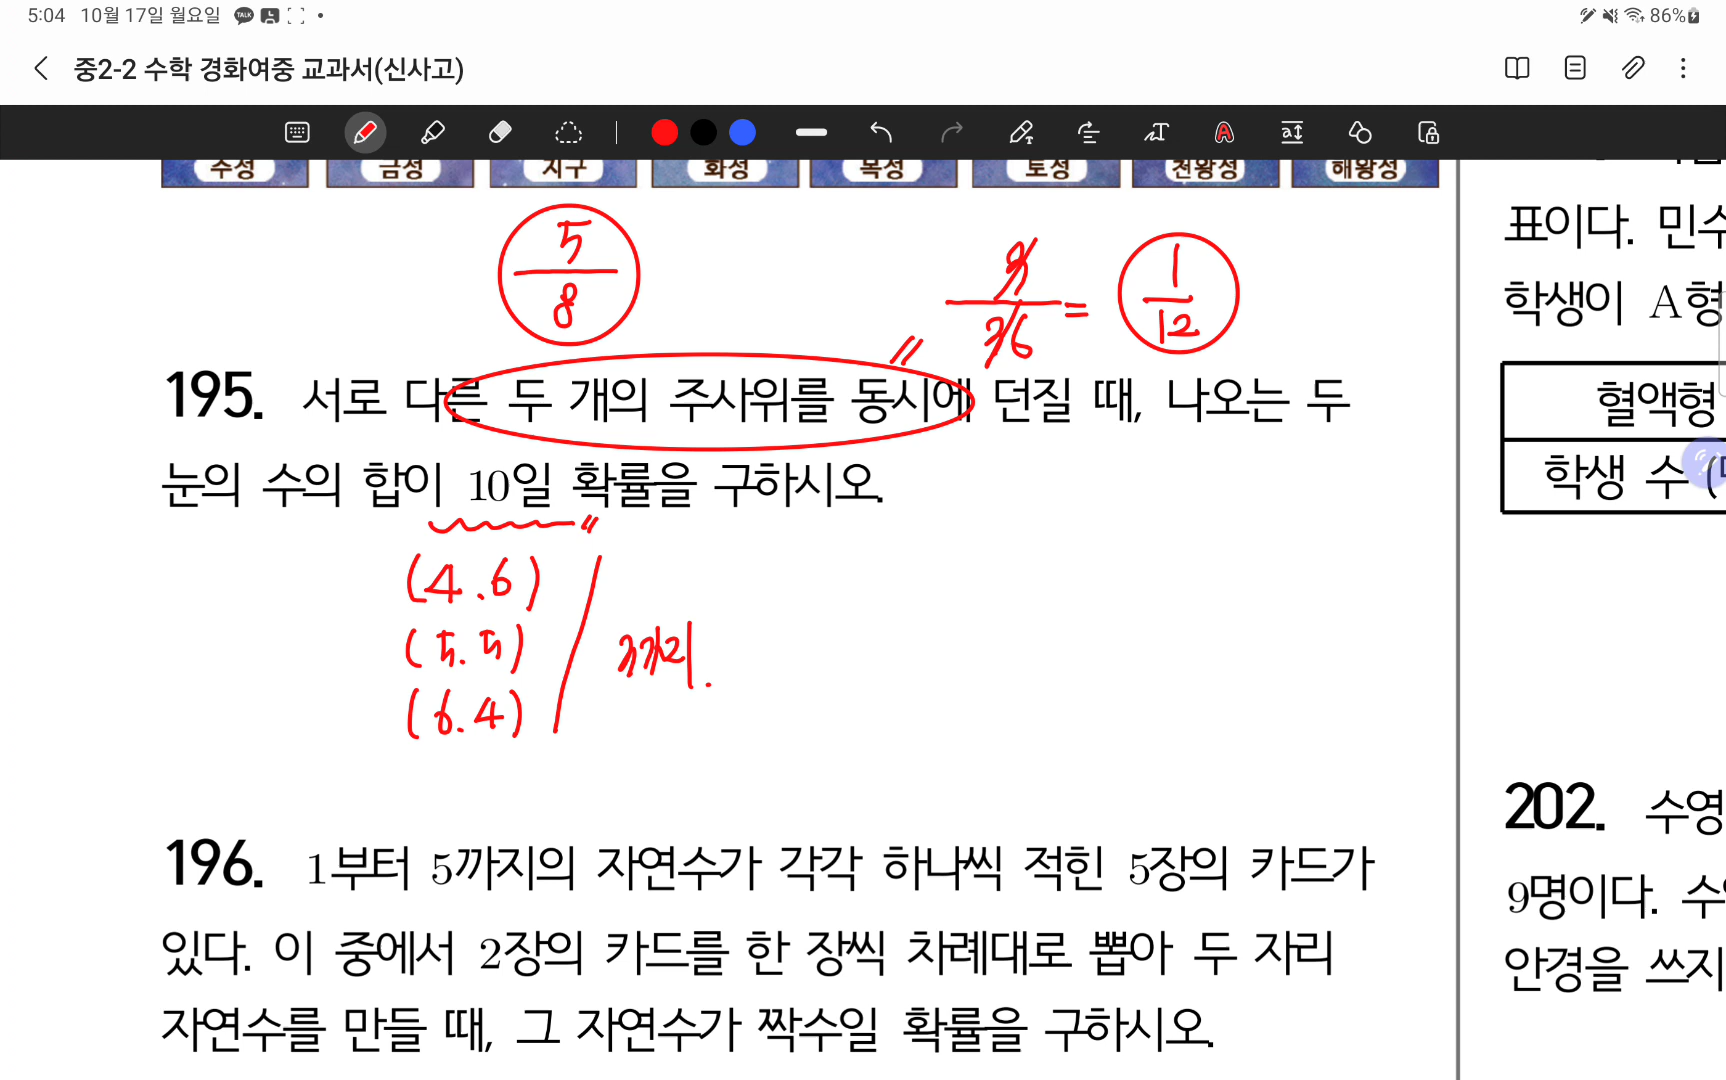 5:04 10월 17일 월요일 TALK 86%
중2-2 수학 경화여중 교과서(신사고)
수성 금성 지구 화성 목성 토성 천왕성 해왕성
5
8
3
36
=
1
12
195. 서로 다른 두 개의 주사위를 동시에 던질 때, 나오는 두
눈의 수의 합이 10일 확률을 구하시오.
(4.6)
(5.5)
(6.4)
196. 1부터 5까지의 자연수가 각각 하나씩 적힌 5장의 카드가
있다. 이 중에서 2장의 카드를 한 장씩 차례대로 뽑아 두 자리
자연수를 만들 때, 그 자연수가 짝수일 확률을 구하시오.
표이다. 민수
학생이 A형
혈액형
학생 수
202. 수영
9명이다. 수
안경을 쓰지